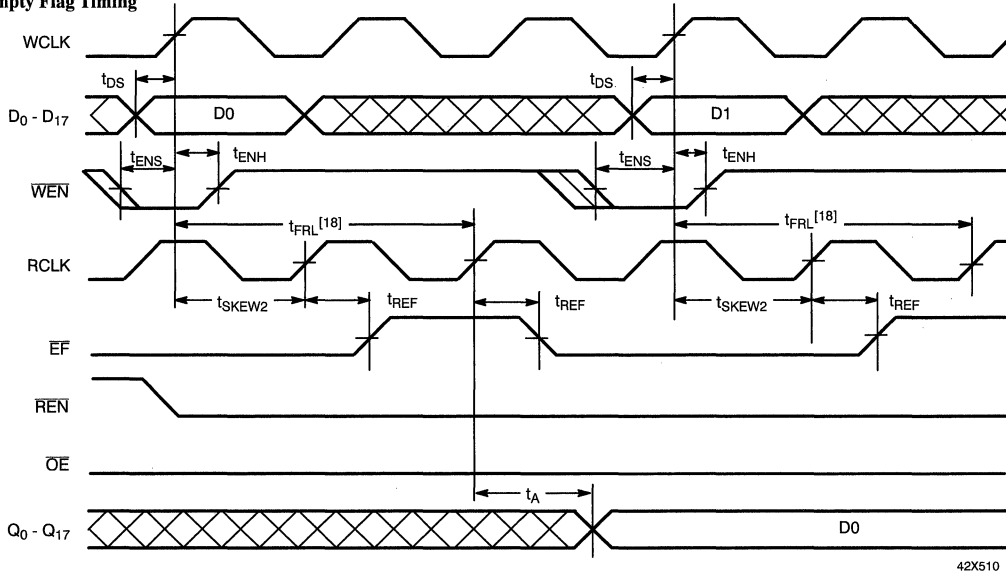 mpty Flag Timing
WCLK
tDS
tDS
D0 - D17
D0
D1
tENS
tENH
tENS
tENH
WEN
tFRL[18]
tFRL[18]
RCLK
tSKEW2
tREF
tREF
tSKEW2
tREF
EF
REN
OE
tA
Q0 - Q17
D0
42X510